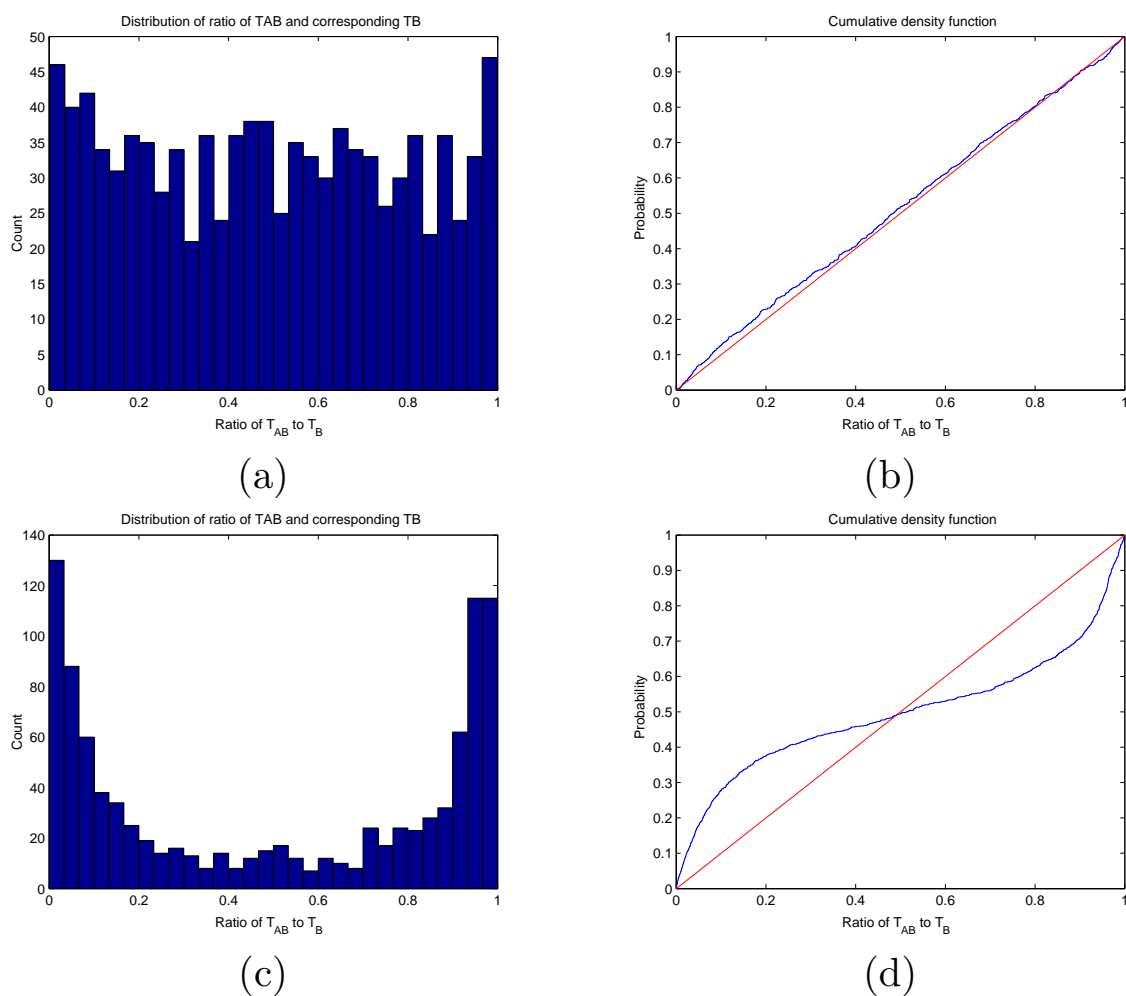 Distribution of ratio of TAB and corresponding TB
50
45
40
35
30
25
20
15
10
5
0
Count
0 0.2 0.4 0.6 0.8 1
Ratio of T_AB to T_B
(a)
Cumulative density function
1
0.9
0.8
0.7
0.6
0.5
0.4
0.3
0.2
0.1
0
Probability
0 0.2 0.4 0.6 0.8 1
Ratio of T_AB to T_B
(b)
Distribution of ratio of TAB and corresponding TB
140
120
100
80
60
40
20
0
Count
0 0.2 0.4 0.6 0.8 1
Ratio of T_AB to T_B
(c)
Cumulative density function
1
0.9
0.8
0.7
0.6
0.5
0.4
0.3
0.2
0.1
0
Probability
0 0.2 0.4 0.6 0.8 1
Ratio of T_AB to T_B
(d)